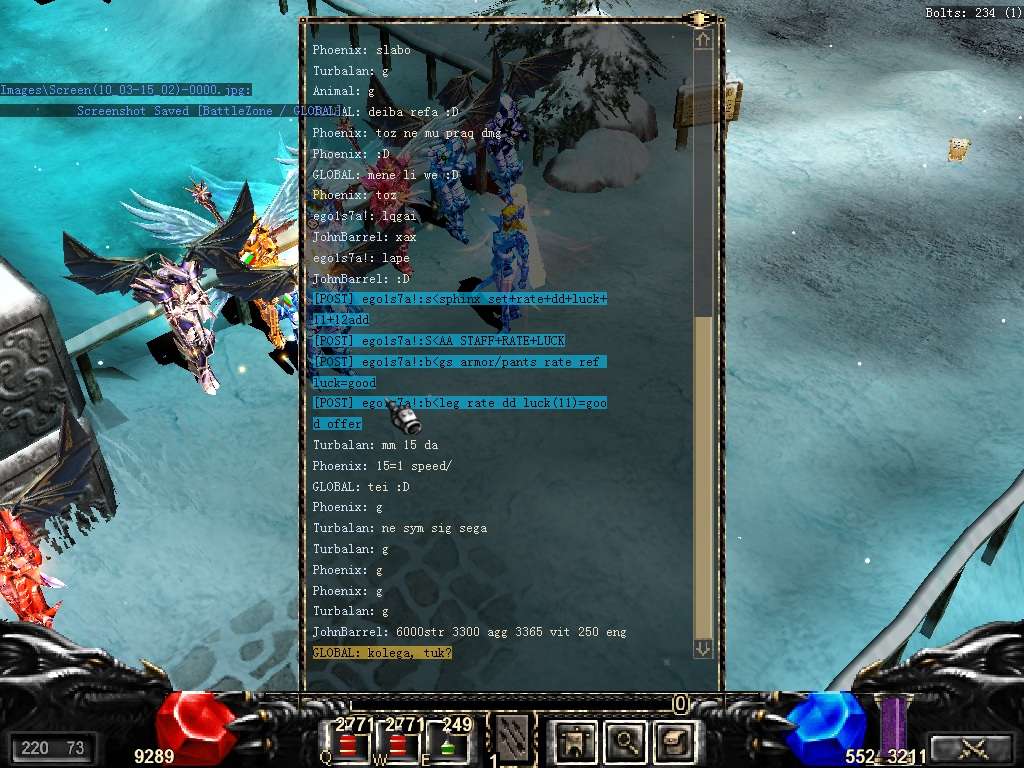 Bolts: 234 (1)
Images\Screen(10_03-15_02)-0000.jpg:
Screenshot Saved [BattleZone / GLOBAL]
Phoenix: slabo
Turbalan: g
Animal: g
GLOBAL: deiba refa :D
Phoenix: toz ne mu praq dmg
Phoenix: :D
GLOBAL: mene li we :D
Phoenix: toz
ego1s7a!: lqgai
JohnBarrel: xax
ego1s7a!: lape
JohnBarrel: :D
[POST] ego1s7a!:s<sphinx set+rate+dd+luck+
11+12add
[POST] ego1s7a!:S<AA STAFF+RATE+LUCK
[POST] ego1s7a!:b<gs armor/pants rate ref
luck=good
[POST] ego1s7a!:b<leg rate dd luck(11)=goo
d offer
Turbalan: mm 15 da
Phoenix: 15=1 speed/
GLOBAL: tei :D
Phoenix: g
Turbalan: ne sym sig sega
Turbalan: g
Phoenix: g
Phoenix: g
Turbalan: g
JohnBarrel: 6000str 3300 agg 3365 vit 250 eng
GLOBAL: kolega, tuk?
0
2771 2771 249
Q W E 1
220 73
9289
552 3211